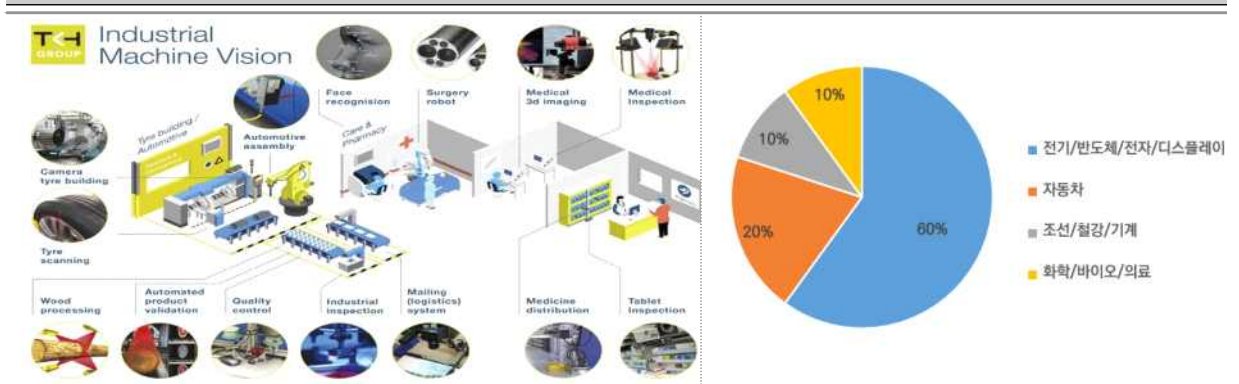 TKH
GROUP
Industrial
Machine Vision
Face
recognision
Surgery
robot
Medical
3d imaging
Medical
Inspection
Tyre building /
Automotive
Automotive
assembly
Care &
Pharmacy
Camera
tyre building
Tyre
scanning
Wood
processing
Automated
product
validation
Quality
control
Industrial
inspection
Mailing
(logistics)
system
Medicine
distribution
Tablet
Inspection
10%
10%
20%
60%
전기/반도체/전자/디스플레이
자동차
조선/철강/기계
화학/바이오/의료